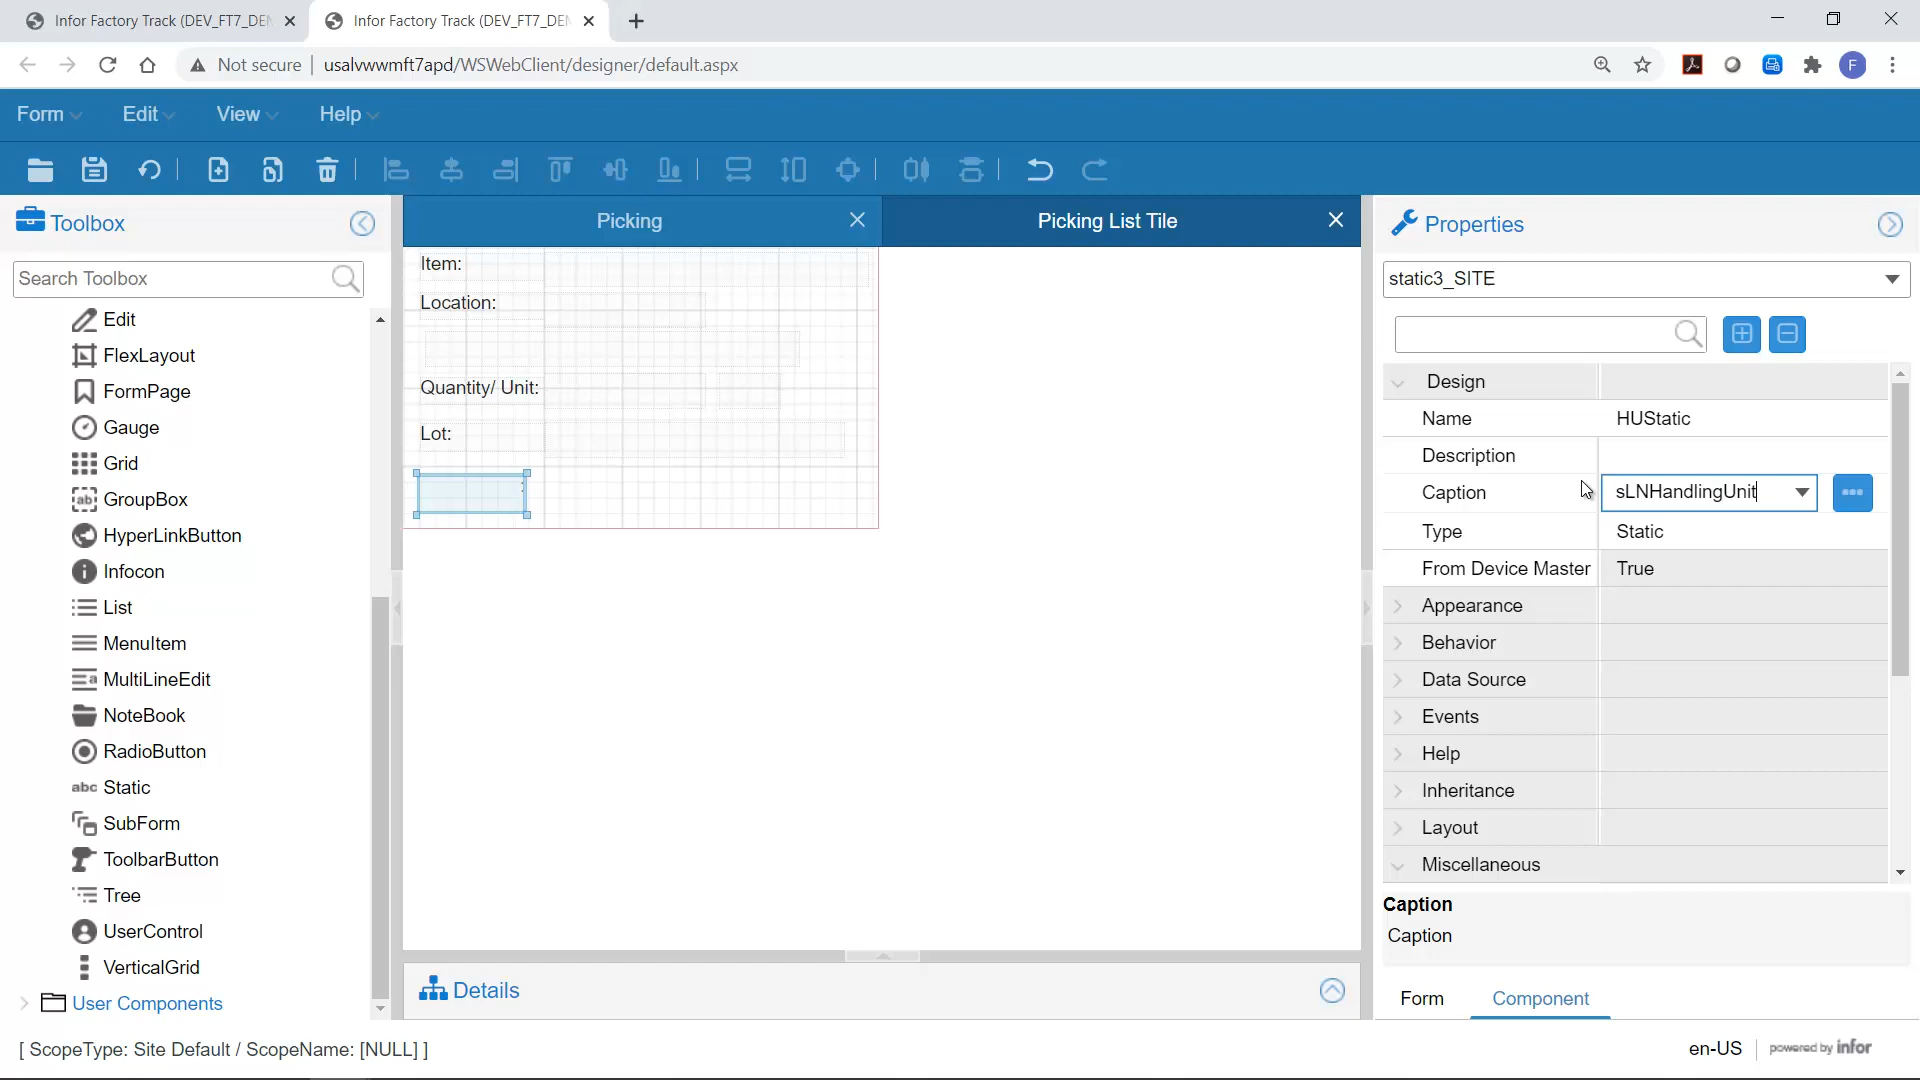 Infor Factory Track (DEV_FT7_DEM
Infor Factory Track (DEV_FT7_DEM
Not secure
usalvwwmft7apd/WSWebClient/designer/default.aspx
F
Form
Edit
View
Help
Toolbox
Picking
Picking List Tile
Properties
Search Toolbox
static3_SITE
Edit
FlexLayout
FormPage
Gauge
Grid
GroupBox
HyperLinkButton
Infocon
List
MenuItem
MultiLineEdit
NoteBook
RadioButton
abc Static
SubForm
ToolbarButton
Tree
UserControl
VerticalGrid
User Components
Item:
Location:
Quantity/ Unit:
Lot:
:
Design
Name HUStatic
Description
Caption sLNHandlingUnit
Type Static
From Device Master True
Appearance
Behavior
Data Source
Events
Help
Inheritance
Layout
Miscellaneous
Caption
Caption
Details
Form Component
[ ScopeType: Site Default / ScopeName: [NULL] ]
en-US powered by infor